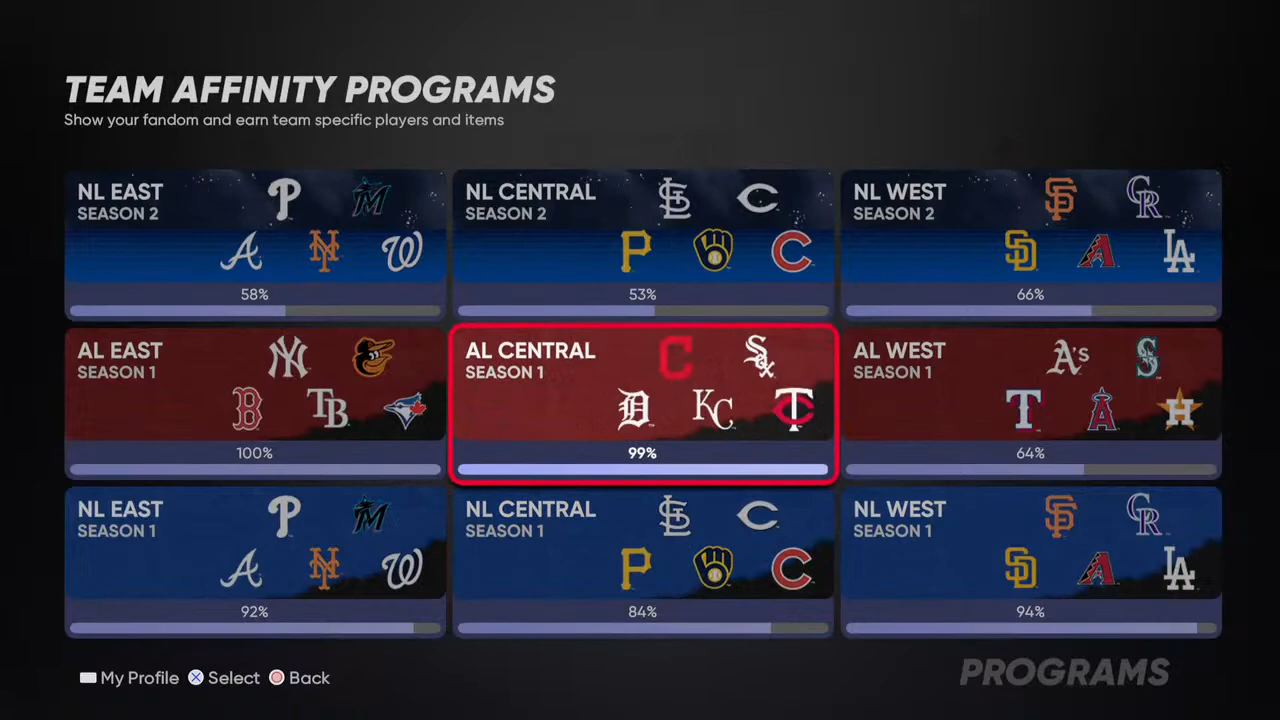 TEAM AFFINITY PROGRAMS
Show your fandom and earn team specific players and items
NL EAST
SEASON 2
58%
NL CENTRAL
SEASON 2
53%
NL WEST
SEASON 2
66%
AL EAST
SEASON 1
100%
AL CENTRAL
SEASON 1
99%
AL WEST
SEASON 1
64%
NL EAST
SEASON 1
92%
NL CENTRAL
SEASON 1
84%
NL WEST
SEASON 1
94%
My Profile Select Back
PROGRAMS